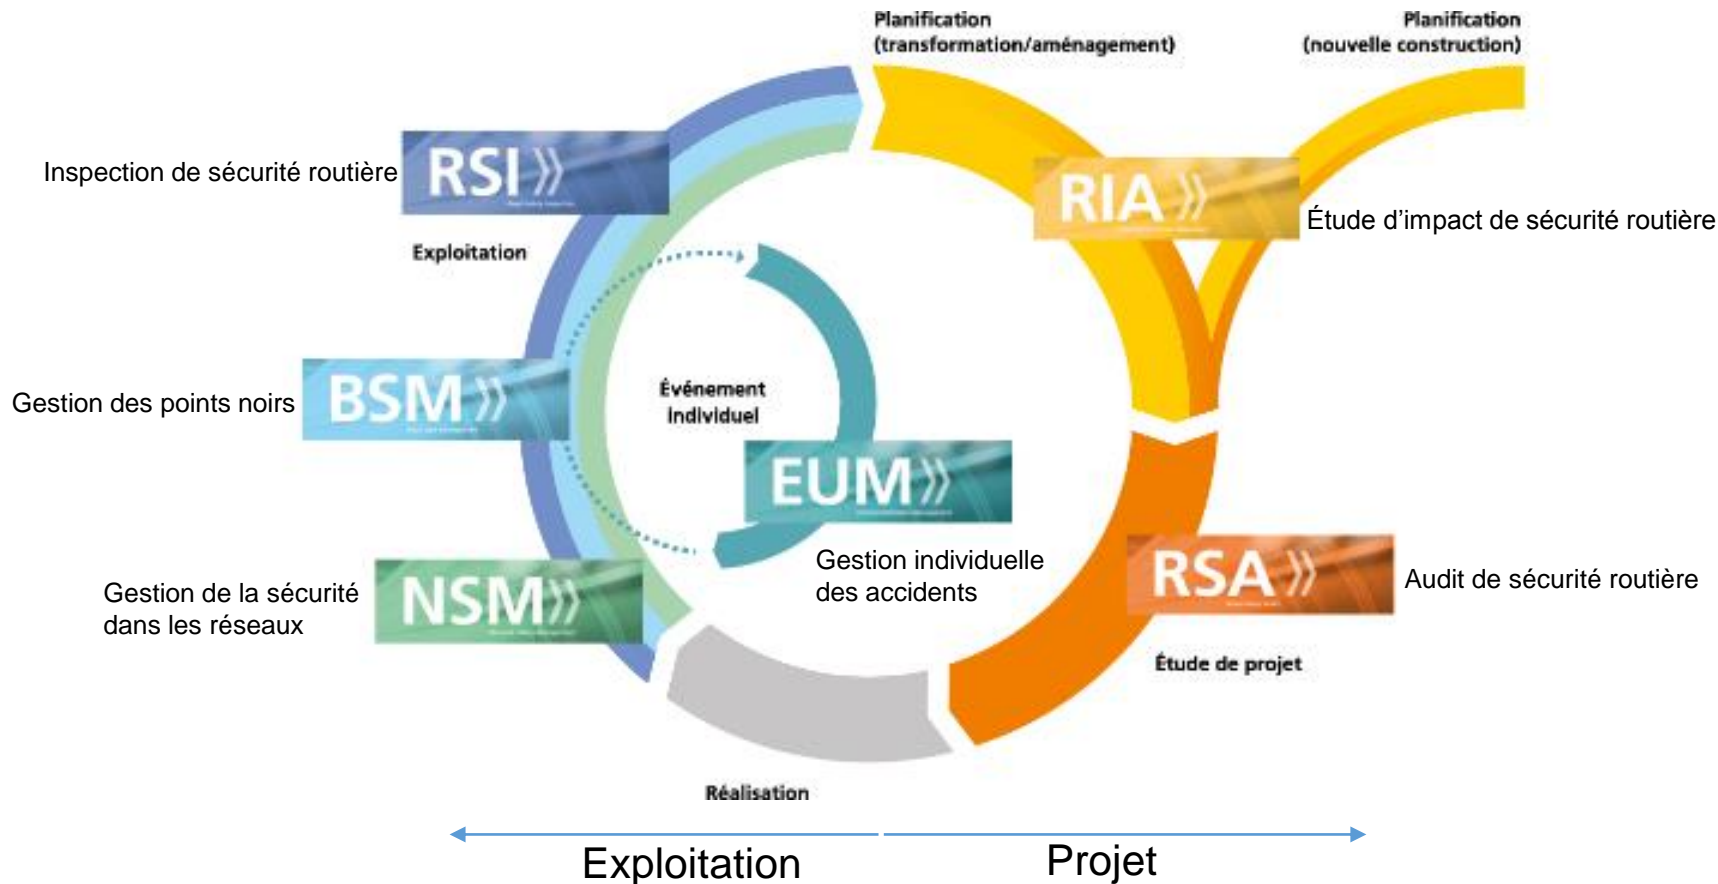 Planification
(transformation/aménagement)
Planification
(nouvelle construction)
RSI
Inspection de sécurité routière
RIA
Étude d’impact de sécurité routière
Exploitation
BSM
Gestion des points noirs
Événement
individuel
EUM
Gestion individuelle
des accidents
NSM
Gestion de la sécurité
dans les réseaux
RSA
Audit de sécurité routière
Étude de projet
Réalisation
Exploitation
Projet